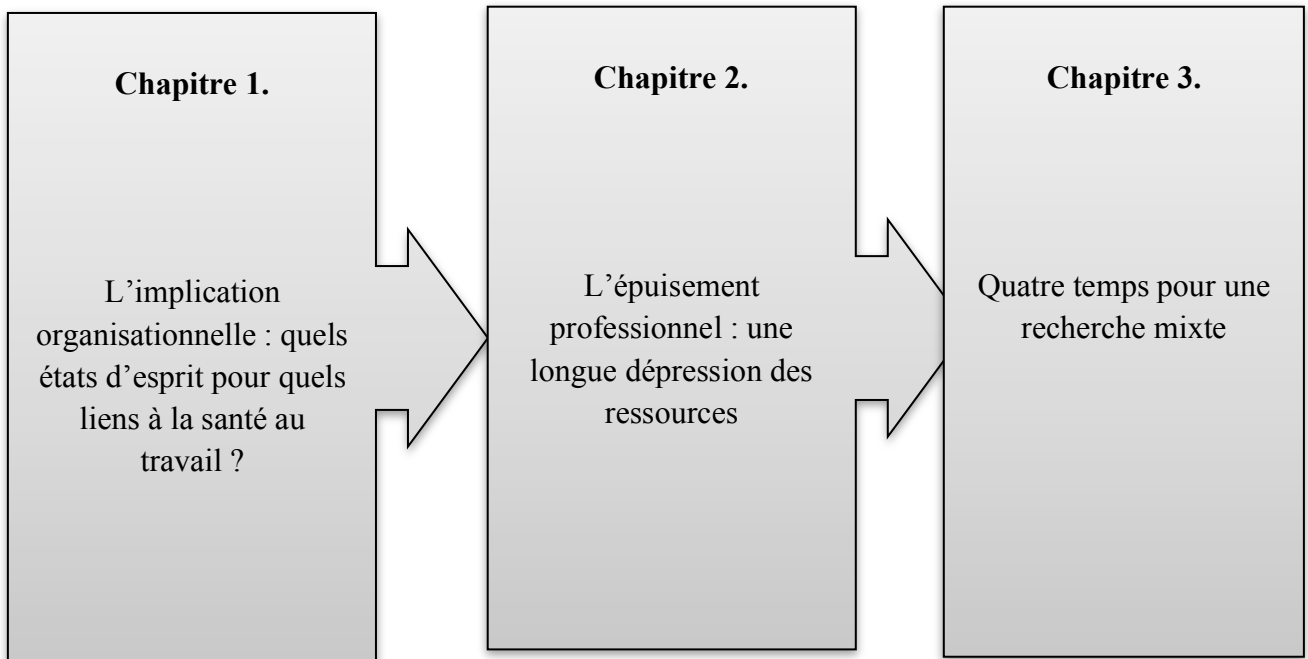 Chapitre 1.
L’implication
organisationnelle : quels
états d’esprit pour quels
liens à la santé au
travail ?
Chapitre 2.
L’épuisement
professionnel : une
longue dépression des
ressources
Chapitre 3.
Quatre temps pour une
recherche mixte